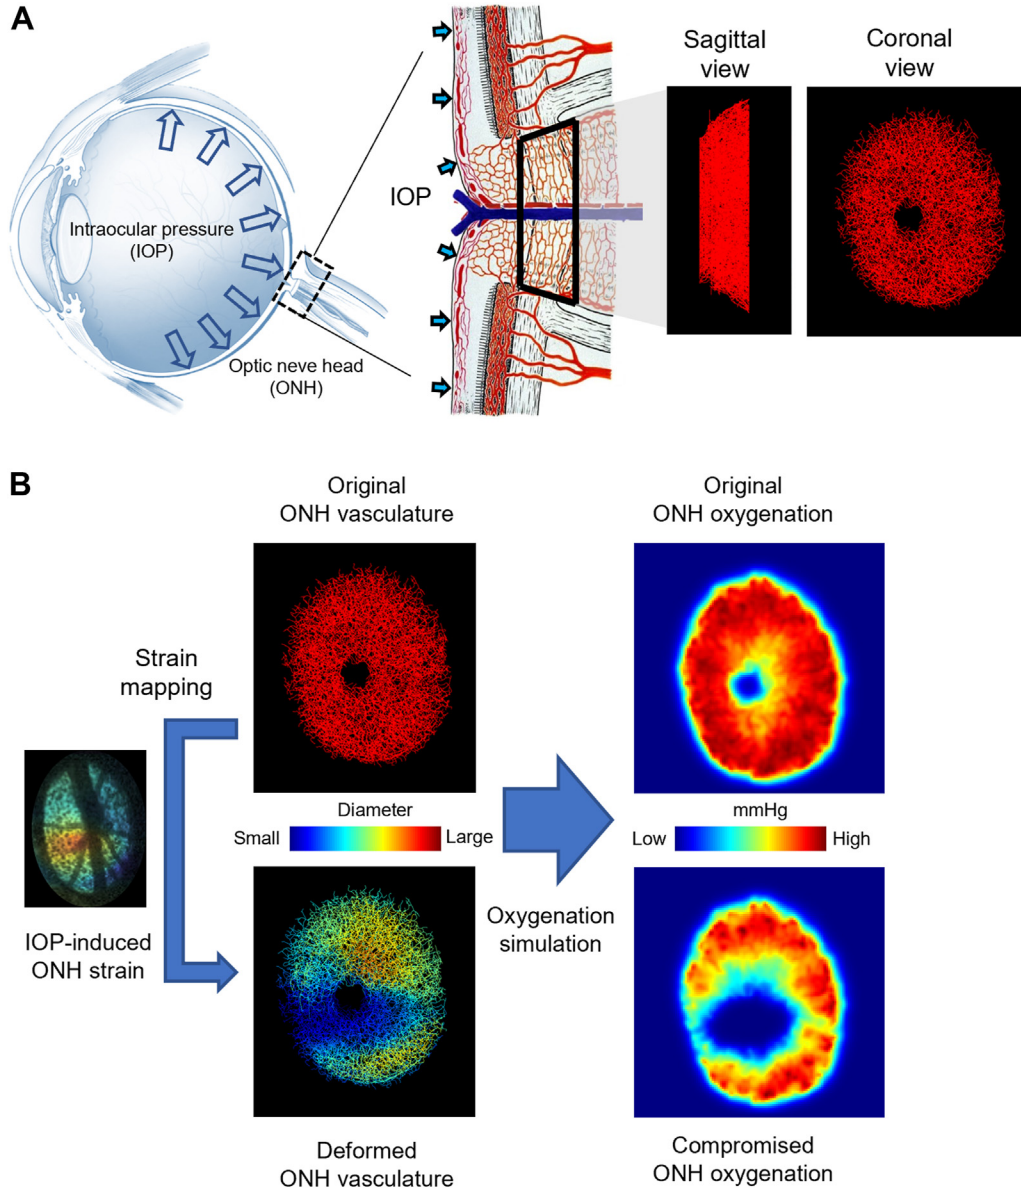 A
Sagittal
view
Coronal
view
IOP
Intraocular pressure
(IOP)
Optic neve head
(ONH)
B
Original
ONH vasculature
Original
ONH oxygenation
Strain
mapping
Diameter
Small
Large
mmHg
Low
High
IOP-induced
ONH strain
Oxygenation
simulation
Deformed
ONH vasculature
Compromised
ONH oxygenation